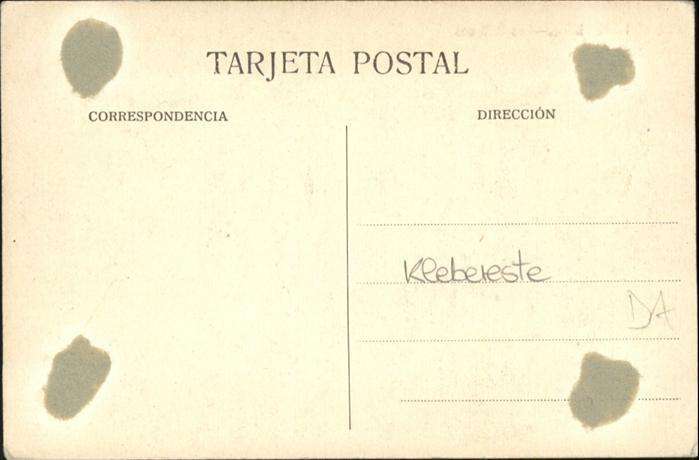 TARJETA POSTAL
CORRESPONDENCIA
DIRECCIÓN
Klebereste
DA